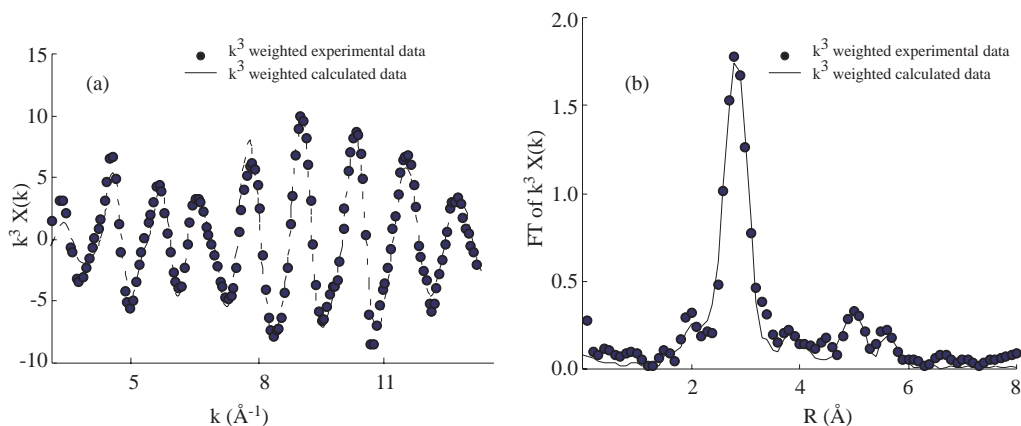 15
10
5
0
-5
-10
k³ X(k)
(a)
k³ weighted experimental data
k³ weighted calculated data
5
8
11
k (Å⁻¹)
2.0
1.5
1.0
0.5
0.0
FT of k³ X(k)
(b)
k³ weighted experimental data
k³ weighted calculated data
2
4
6
8
R (Å)